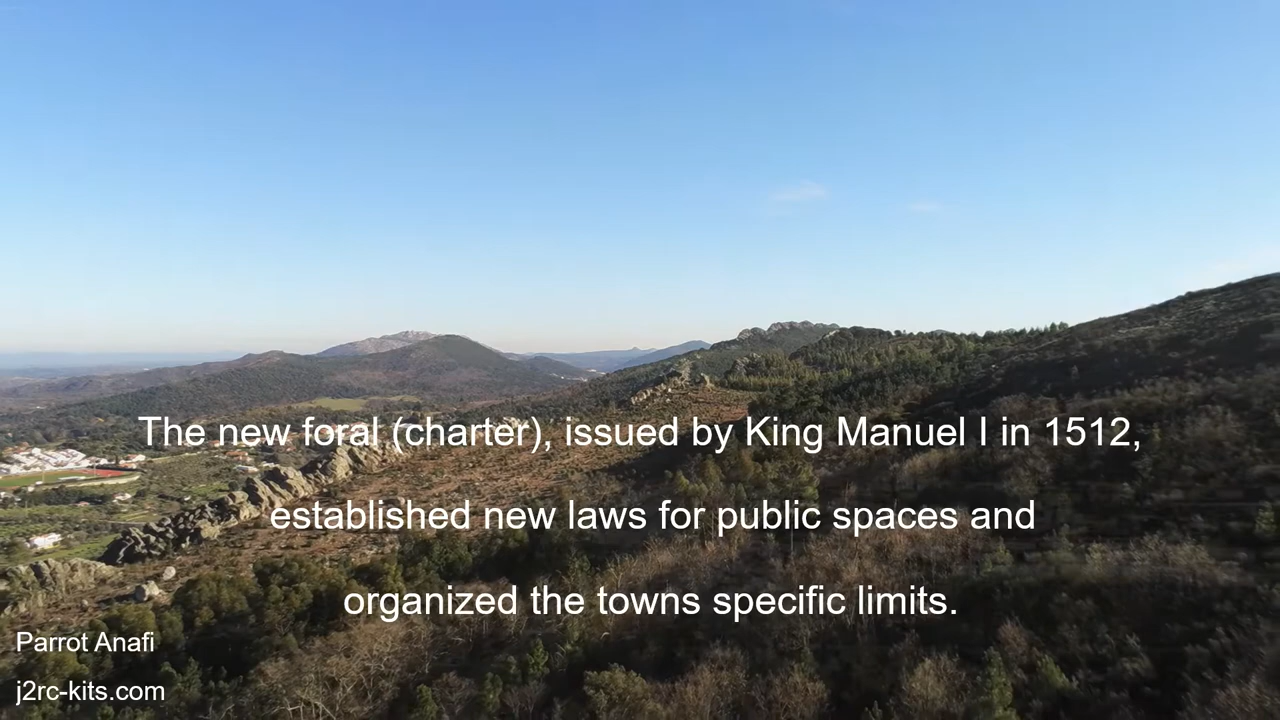 The new foral (charter), issued by King Manuel I in 1512,
established new laws for public spaces and
organized the towns specific limits.
Parrot Anafi
j2rc-kits.com